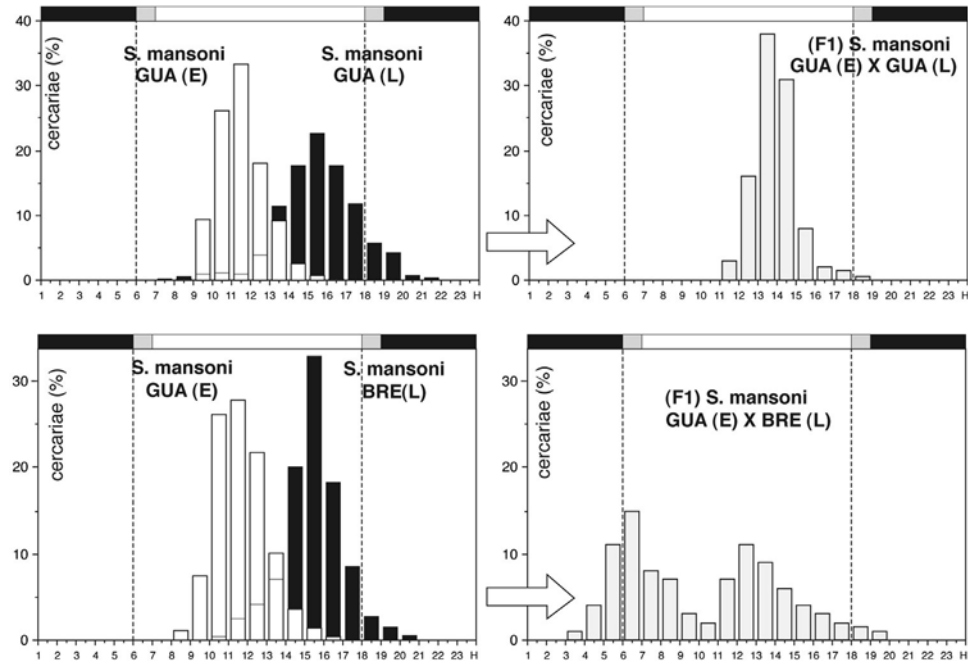 40
30
20
10
0
cercariae (%)
S. mansoni
GUA (E)
S. mansoni
GUA (L)
1 2 3 4 5 6 7 8 9 10 11 12 13 14 15 16 17 18 19 20 21 22 23 H
40
30
20
10
0
cercariae (%)
(F1) S. mansoni
GUA (E) X GUA (L)
1 2 3 4 5 6 7 8 9 10 11 12 13 14 15 16 17 18 19 20 21 22 23 H
30
20
10
0
cercariae (%)
S. mansoni
GUA (E)
S. mansoni
BRE(L)
1 2 3 4 5 6 7 8 9 10 11 12 13 14 15 16 17 18 19 20 21 22 23 H
30
20
10
0
cercariae (%)
(F1) S. mansoni
GUA (E) X BRE (L)
1 2 3 4 5 6 7 8 9 10 11 12 13 14 15 16 17 18 19 20 21 22 23 H